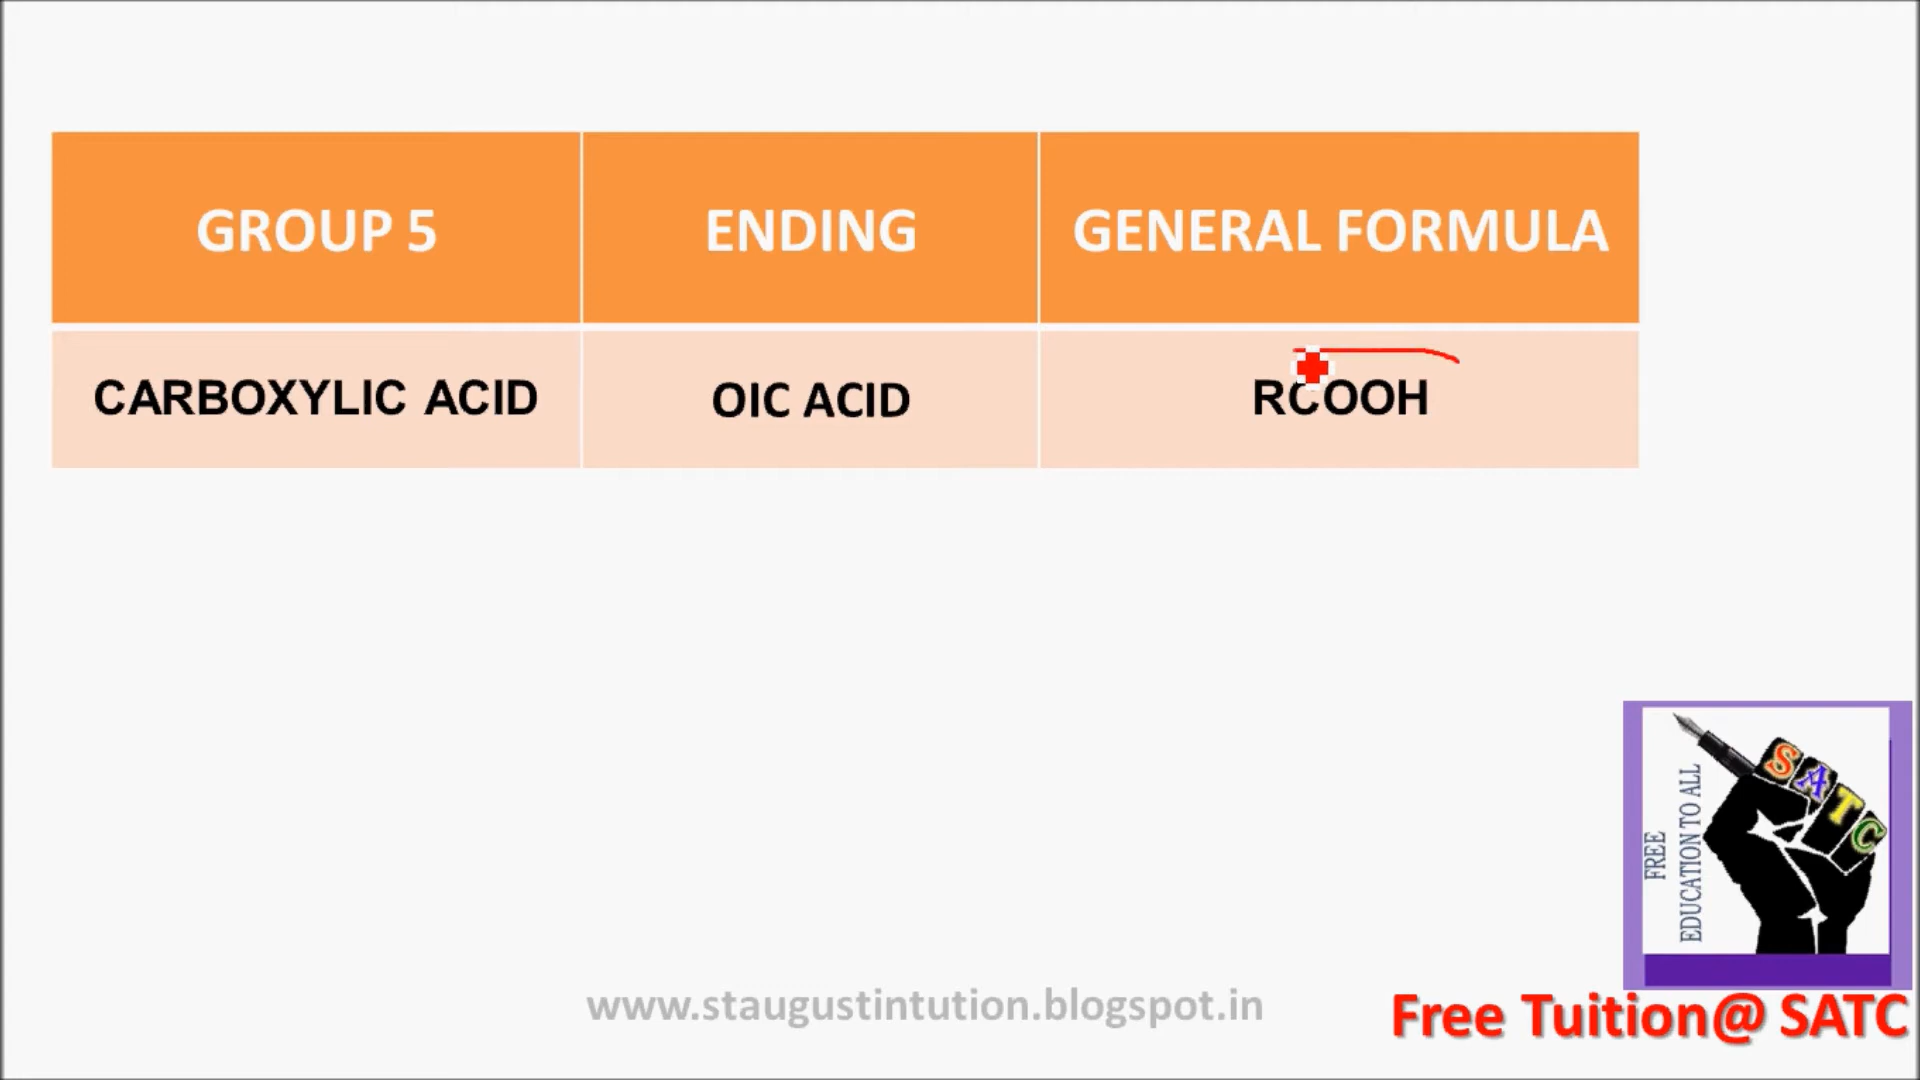 GROUP 5 ENDING GENERAL FORMULA
CARBOXYLIC ACID OIC ACID RCOOH
SATC
FREE
EDUCATION TO ALL
www.staugustintution.blogspot.in
Free Tuition@ SATC